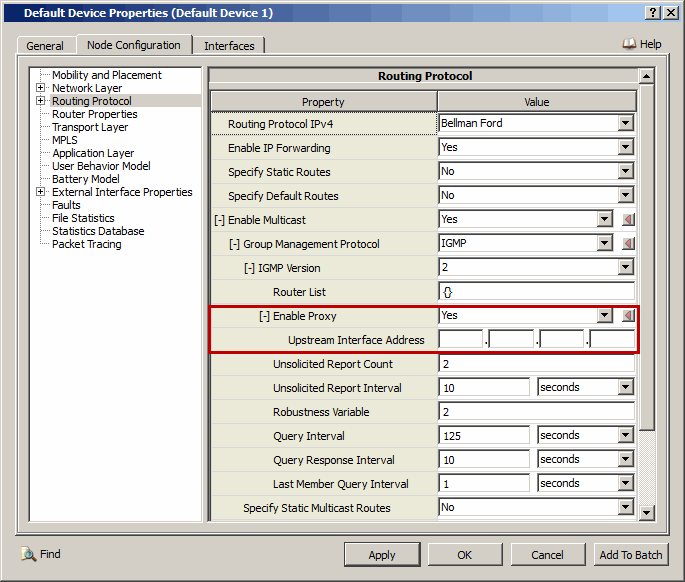 Default Device Properties (Default Device 1)
General Node Configuration Interfaces Help
Mobility and Placement
Network Layer
Routing Protocol
Router Properties
Transport Layer
MPLS
Application Layer
User Behavior Model
Battery Model
External Interface Properties
Faults
File Statistics
Statistics Database
Packet Tracing
Routing Protocol
Property Value
Routing Protocol IPv4 Bellman Ford
Enable IP Forwarding Yes
Specify Static Routes No
Specify Default Routes No
[-] Enable Multicast Yes
[-] Group Management Protocol IGMP
[-] IGMP Version 2
Router List {}
[-] Enable Proxy Yes
Upstream Interface Address . . .
Unsolicited Report Count 2
Unsolicited Report Interval 10 seconds
Robustness Variable 2
Query Interval 125 seconds
Query Response Interval 10 seconds
Last Member Query Interval 1 seconds
Specify Static Multicast Routes No
Find Apply OK Cancel Add To Batch